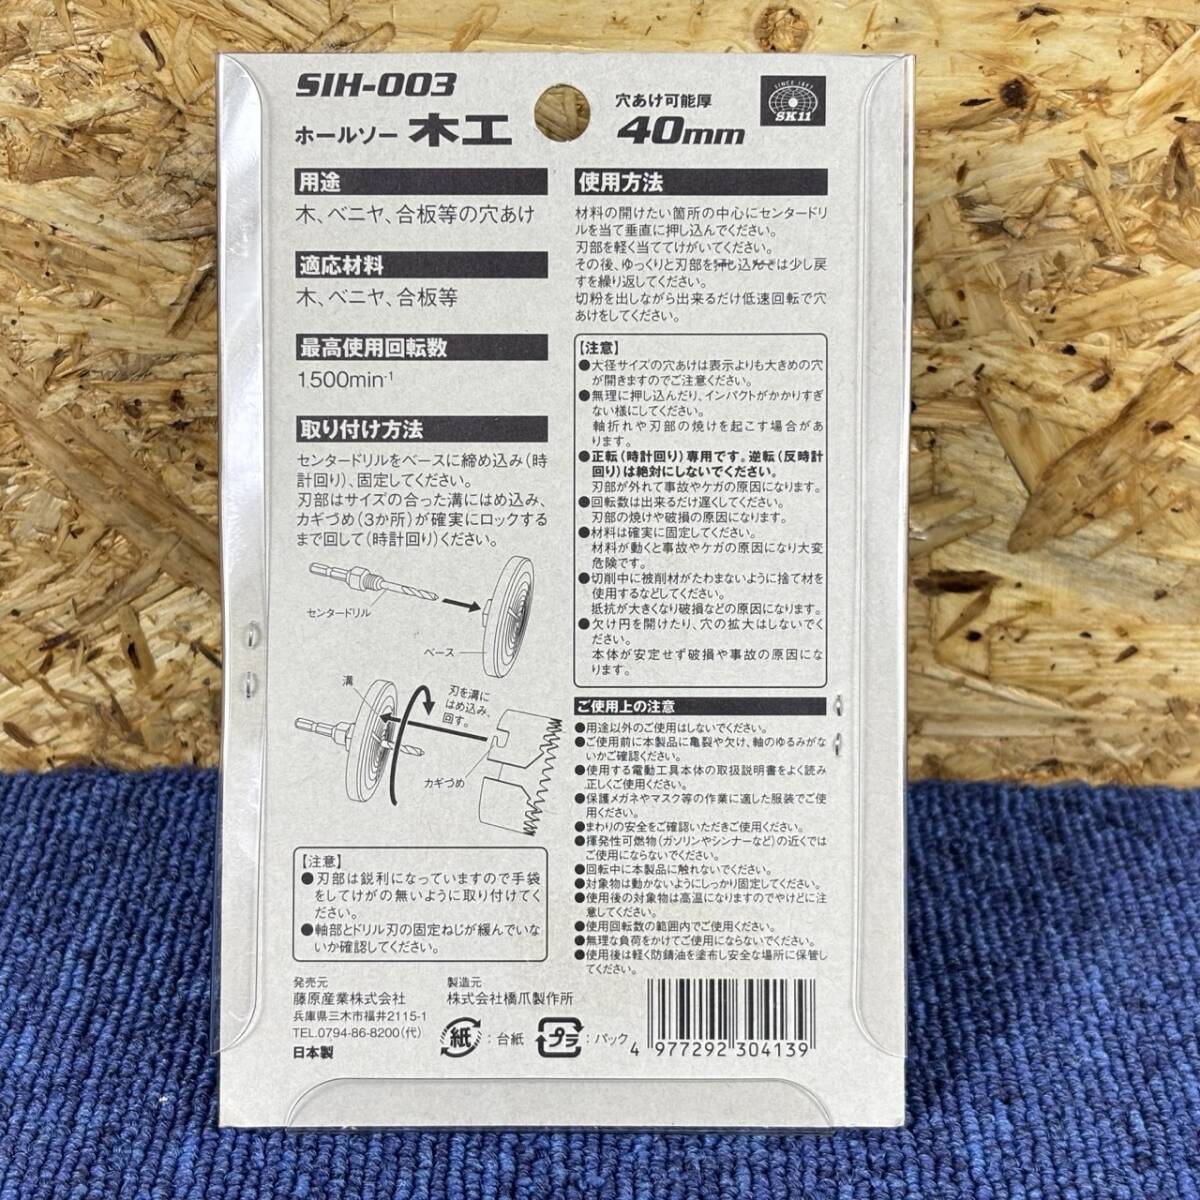 SIH-003
ホールソー 木工
穴あけ可能厚
40mm
SINCE 1867
SK11
用途
木、ベニヤ、合板等の穴あけ
適応材料
木、ベニヤ、合板等
最高使用回転数
1500min-1
取り付け方法
センタードリルをベースに締め込み(時
計回り)、固定してください。
刃部はサイズの合った溝にはめ込み、
カギづめ(3か所)が確実にロックする
まで回して(時計回り)ください。
センタードリル
ベース
溝
刃を溝に
はめ込み、
回す。
カギづめ
【注意】
●刃部は鋭利になっていますので手袋
をしてけがの無いように取り付けてく
ださい。
●軸部とドリル刃の固定ねじが緩んでいな
いか確認してください。
使用方法
材料の開けたい箇所の中心にセンタードリ
ルを当て垂直に押し込んでください。
刃部を軽く当ててけがいてください。
その後、ゆっくりと刃部を押し込んでは少し戻
すを繰り返してください。
切粉を出しながら出来るだけ低速回転で穴
あけをしてください。
【注意】
●大径サイズの穴あけは表示よりも大きめの穴
が開きますのでご注意ください。
●無理に押し込んだり、インパクトがかかりすぎ
ない様にしてください。
軸折れや刃部の焼けを起こす場合があ
ります。
●正転(時計回り)専用です。逆転(反時計
回り)は絶対にしないでください。
刃部が外れて事故やケガの原因になります。
●回転数は出来るだけ遅くしてください。
刃部の焼けや破損の原因になります。
●材料は確実に固定してください。
材料が動くと事故やケガの原因になり大変
危険です。
●切削中に被削材がたわまないように捨て材を
使用するなどしてください。
抵抗が大きくなり破損などの原因になります。
●欠け円を開けたり、穴の拡大はしないでく
ださい。
本体が安定せず破損や事故の原因にな
ります。
ご使用上の注意
●用途以外のご使用はしないでください。
●ご使用前に本製品に亀裂や欠け、軸のゆるみがな
いかご確認ください。
●使用する電動工具本体の取扱説明書をよく読み
正しくご使用ください。
●保護メガネやマスク等の作業に適した服装でご使
用ください。
●まわりの安全をご確認いただきご使用ください。
●揮発性可燃物(ガソリンやシンナーなど)の近くでは
ご使用にならないでください。
●回転中に本製品に触れないでください。
●対象物は動かないようにしっかり固定してください。
●使用後の対象物は高温になりますのでやけどに注
意してください。
●使用回転数の範囲内でご使用ください。
●無理な負荷をかけてご使用にならないでください。
●使用後は軽く防錆油を塗布し安全な場所に保管し
てください。
発売元
藤原産業株式会社
兵庫県三木市福井2115-1
TEL.0794-86-8200(代)
日本製
製造元
株式会社橋爪製作所
紙 :台紙 プラ :パック
4 977292 304139